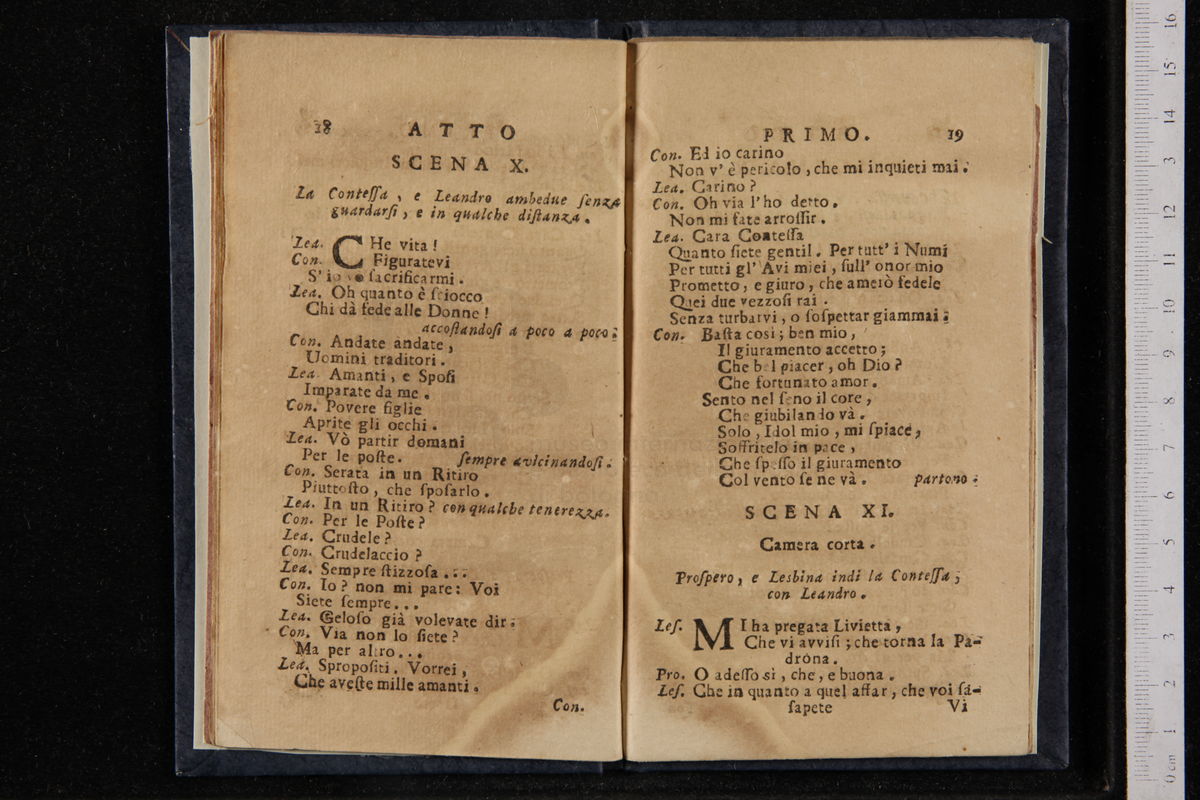 18 ATTO
SCENA X.
La Contessa, e Leandro ambedue senza
guardarsi, e in qualche distanza.
Lea. CHe vita!
Con. Figuratevi
S' io vo sacrificarmi.
Lea. Oh quanto è sciocco
Chi dà fede alle Donne!
accostandosi a poco a poco.
Con. Andate andate,
Uomini traditori.
Lea. Amanti, e Sposi
Imparate da me.
Con. Povere figlie
Aprite gli occhi.
Lea. Vò partir domani
Per le poste. sempre avicinandosi.
Con. Serata in un Ritiro
Piuttosto, che sposarlo.
Lea. In un Ritiro? con qualche tenerezza.
Con. Per le Poste?
Lea. Crudele?
Con. Crudelaccio?
Lea. Sempre stizzosa...
Con. Io? non mi pare: Voi
Siete sempre...
Lea. Geloso già volevate dir.
Con. Via non lo siete?
Ma per altro...
Lea. Spropositi. Vorrei,
Che aveste mille amanti.
Con.
PRIMO. 19
Con. Ed io carino
Non v' è pericolo, che mi inquieti mai.
Lea. Carino?
Con. Oh via l' ho detto.
Non mi fate arrossir.
Lea. Cara Contessa
Quanto siete gentil. Per tutt' i Numi
Per tutti gl' Avi miei, sull' onor mio
Prometto, e giuro, che amerò fedele
Quei due vezzosi rai.
Senza turbarvi, o sospettar giammai.
Con. Basta così; ben mio,
Il giuramento accetto;
Che bel piacer, oh Dio?
Che fortunato amor.
Sento nel seno il core,
Che giubilando và.
Solo, Idol mio, mi spiace,
Soffritelo in pace,
Che spesso il giuramento
Col vento se ne và. partono.
SCENA XI.
Camera corta.
Prospero, e Lesbina indi la Contessa,
con Leandro.
Les. MI ha pregata Livietta,
Che vi avvisi; che torna la Pa-
drona.
Pro. O adesso sì, che, e buona.
Les. Che in quanto a quel affar, che voi sa-
sapete Vi